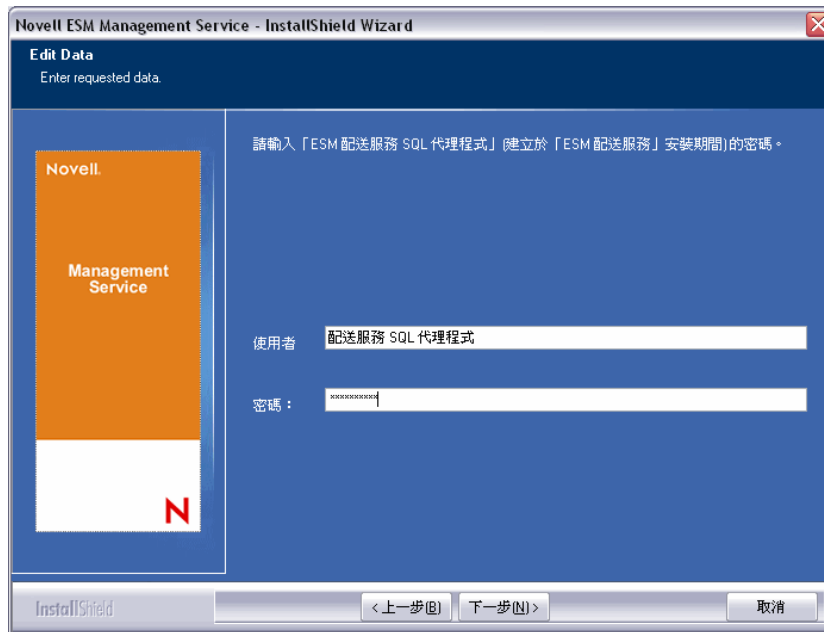 Novell ESM Management Service - InstallShield Wizard
Edit Data
Enter requested data.
請輸入「ESM 配送服務 SQL 代理程式」(建立於「ESM 配送服務」安裝期間)的密碼。
Novell.
Management
Service
使用者
配送服務 SQL 代理程式
密碼：
**********
N
InstallShield
<上一步(B)
下一步(N)>
取消